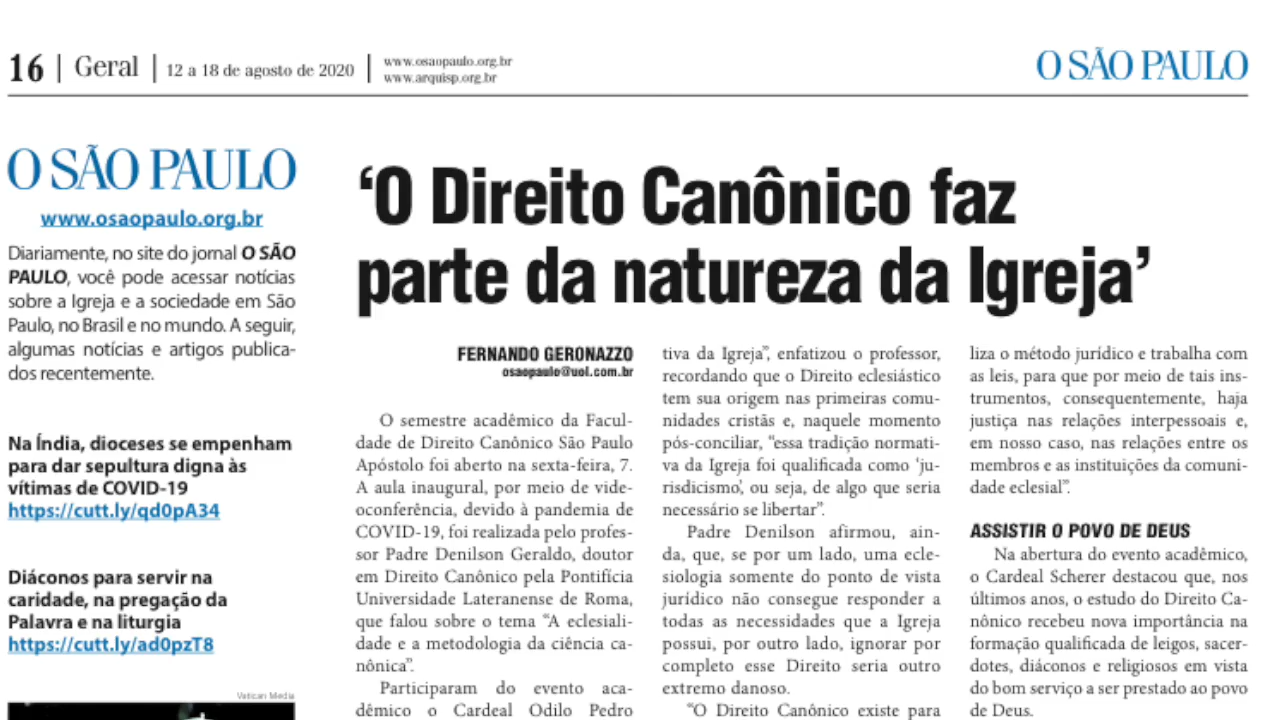 16 | Geral | 12 a 18 de agosto de 2020 | www.osaopaulo.org.br
www.arquisp.org.br
O SÃO PAULO
O SÃO PAULO
www.osaopaulo.org.br
Diariamente, no site do jornal O SÃO
PAULO, você pode acessar notícias
sobre a Igreja e a sociedade em São
Paulo, no Brasil e no mundo. A seguir,
algumas notícias e artigos publica-
dos recentemente.
Na Índia, dioceses se empenham
para dar sepultura digna às
vítimas de COVID-19
https://cutt.ly/qd0pA34
Diáconos para servir na
caridade, na pregação da
Palavra e na liturgia
https://cutt.ly/ad0pzT8
Vatican Media
‘O Direito Canônico faz
parte da natureza da Igreja’
FERNANDO GERONAZZO
osaopaulo@uol.com.br
O semestre acadêmico da Facul-
dade de Direito Canônico São Paulo
Apóstolo foi aberto na sexta-feira, 7.
A aula inaugural, por meio de vide-
oconferência, devido à pandemia de
COVID-19, foi realizada pelo profes-
sor Padre Denilson Geraldo, doutor
em Direito Canônico pela Pontifícia
Universidade Lateranense de Roma,
que falou sobre o tema “A eclesiali-
dade e a metodologia da ciência ca-
nônica”.
Participaram do evento aca-
dêmico o Cardeal Odilo Pedro
tiva da Igreja”, enfatizou o professor,
recordando que o Direito eclesiástico
tem sua origem nas primeiras comu-
nidades cristãs e, naquele momento
pós-conciliar, “essa tradição normati-
va da Igreja foi qualificada como ‘ju-
risdicismo’, ou seja, de algo que seria
necessário se libertar”.
Padre Denilson afirmou, ain-
da, que, se por um lado, uma ecle-
siologia somente do ponto de vista
jurídico não consegue responder a
todas as necessidades que a Igreja
possui, por outro lado, ignorar por
completo esse Direito seria outro
extremo danoso.
“O Direito Canônico existe para
liza o método jurídico e trabalha com
as leis, para que por meio de tais ins-
trumentos, consequentemente, haja
justiça nas relações interpessoais e,
em nosso caso, nas relações entre os
membros e as instituições da comuni-
dade eclesial”.
ASSISTIR O POVO DE DEUS
Na abertura do evento acadêmico,
o Cardeal Scherer destacou que, nos
últimos anos, o estudo do Direito Ca-
nônico recebeu nova importância na
formação qualificada de leigos, sacer-
dotes, diáconos e religiosos em vista
do bom serviço a ser prestado ao povo
de Deus.